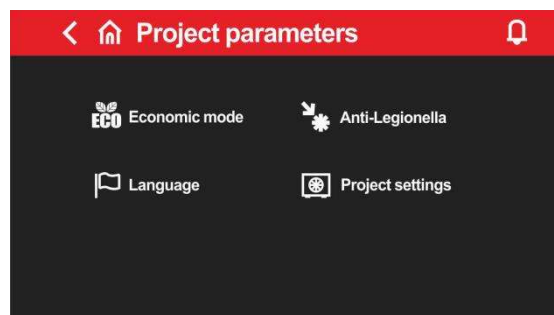 Project parameters
ECO Economic mode
Anti-Legionella
Language
Project settings